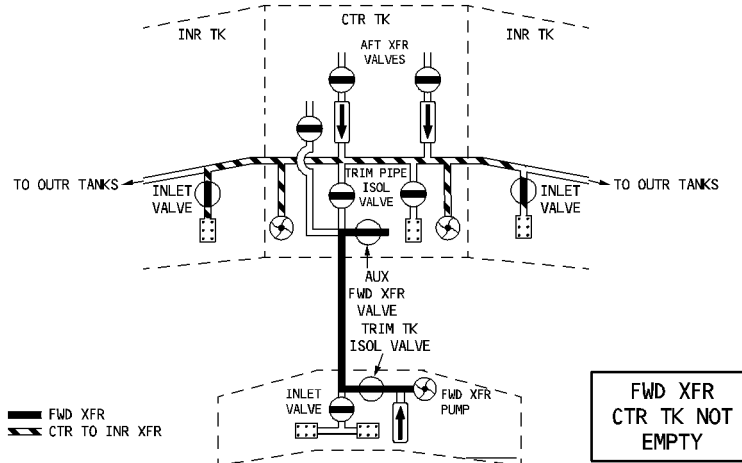 CTR TK
INR TK
INR TK
AFT XFR
VALVES
TRIM PIPE
ISOL
VALVE
TO OUTR TANKS
INLET
VALVE
INLET
VALVE
TO OUTR TANKS
AUX
FWD XFR
VALVE
TRIM TK
ISOL VALVE
INLET
VALVE
FWD XFR
PUMP
FWD XFR
CTR TO INR XFR
FWD XFR
CTR TK NOT
EMPTY